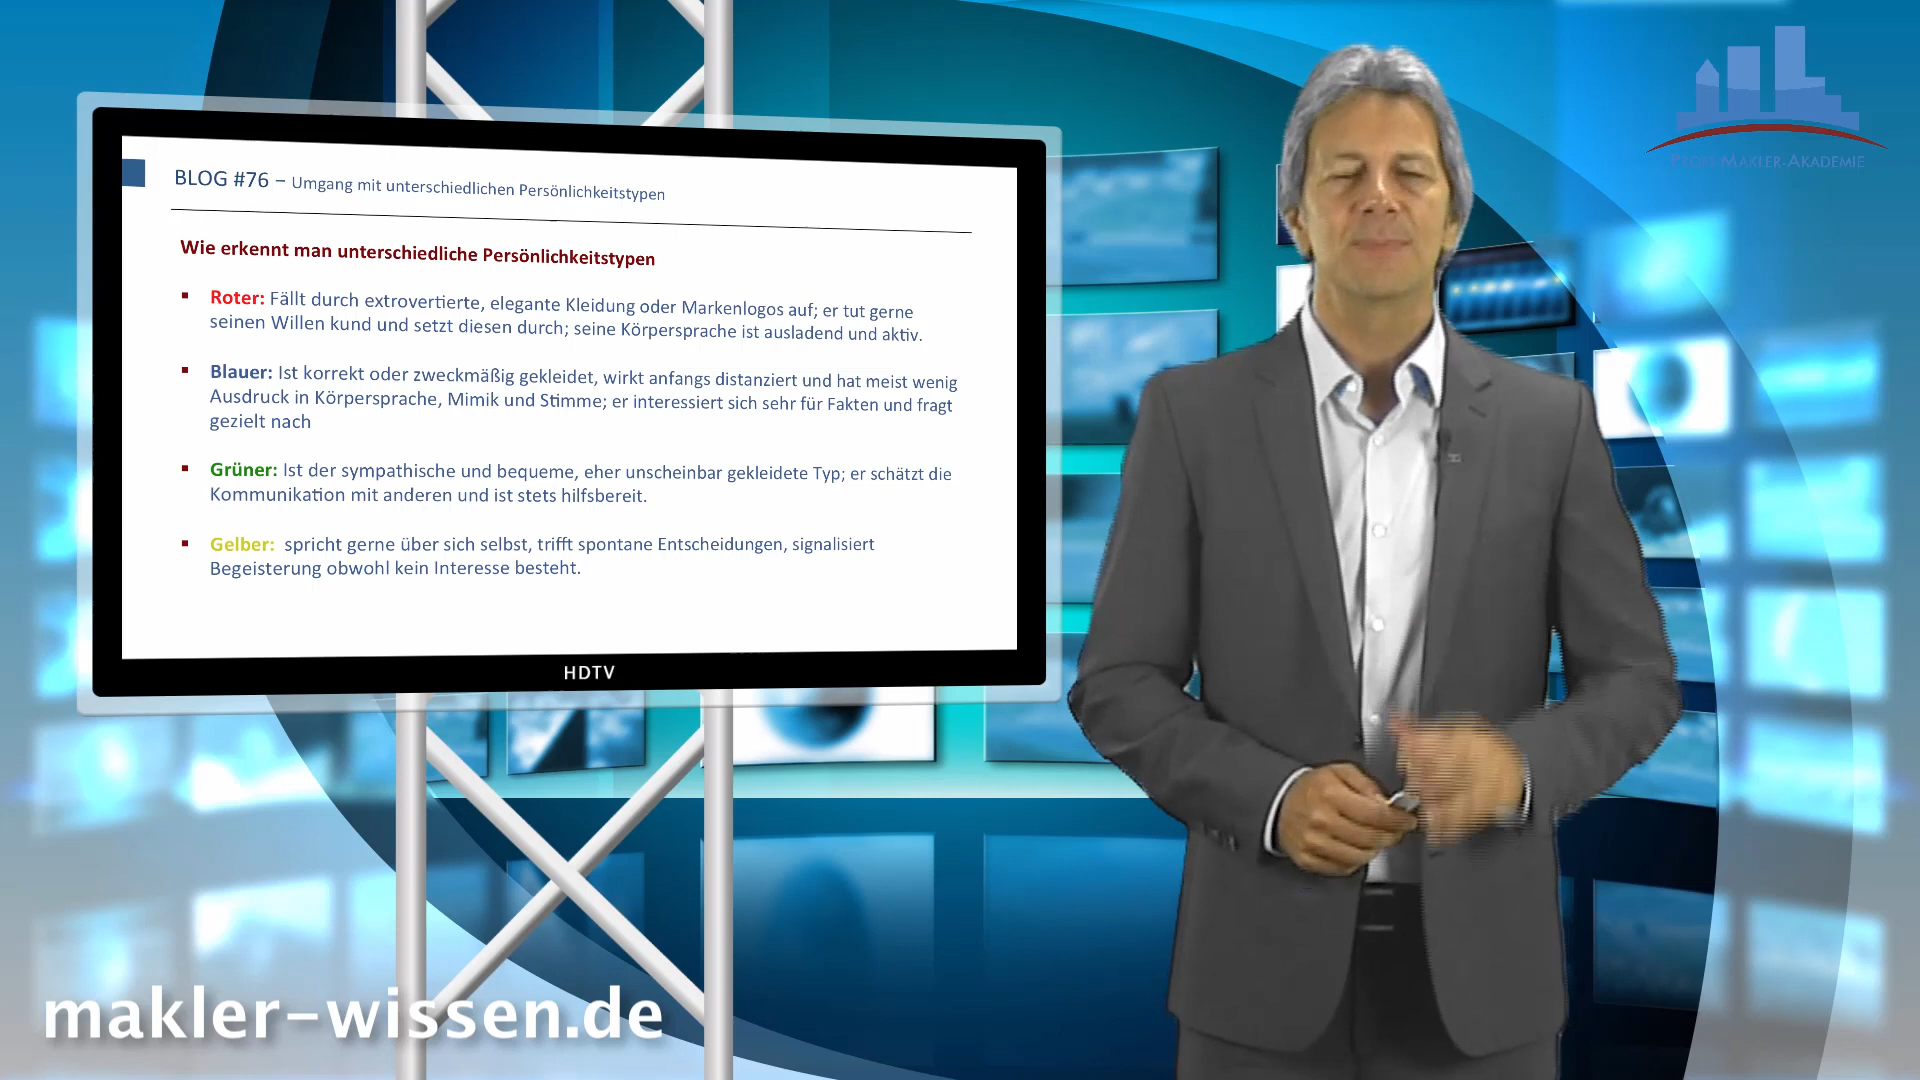 BLOG #76 – Umgang mit unterschiedlichen Persönlichkeitstypen
Wie erkennt man unterschiedliche Persönlichkeitstypen
▪ Roter: Fällt durch extrovertierte, elegante Kleidung oder Markenlogos auf; er tut gerne
seinen Willen kund und setzt diesen durch; seine Körpersprache ist ausladend und aktiv.
▪ Blauer: Ist korrekt oder zweckmäßig gekleidet, wirkt anfangs distanziert und hat meist wenig
Ausdruck in Körpersprache, Mimik und Stimme; er interessiert sich sehr für Fakten und fragt
gezielt nach
▪ Grüner: Ist der sympathische und bequeme, eher unscheinbar gekleidete Typ; er schätzt die
Kommunikation mit anderen und ist stets hilfsbereit.
▪ Gelber: spricht gerne über sich selbst, trifft spontane Entscheidungen, signalisiert
Begeisterung obwohl kein Interesse besteht.
HDTV
PROFI-MAKLER-AKADEMIE
makler-wissen.de